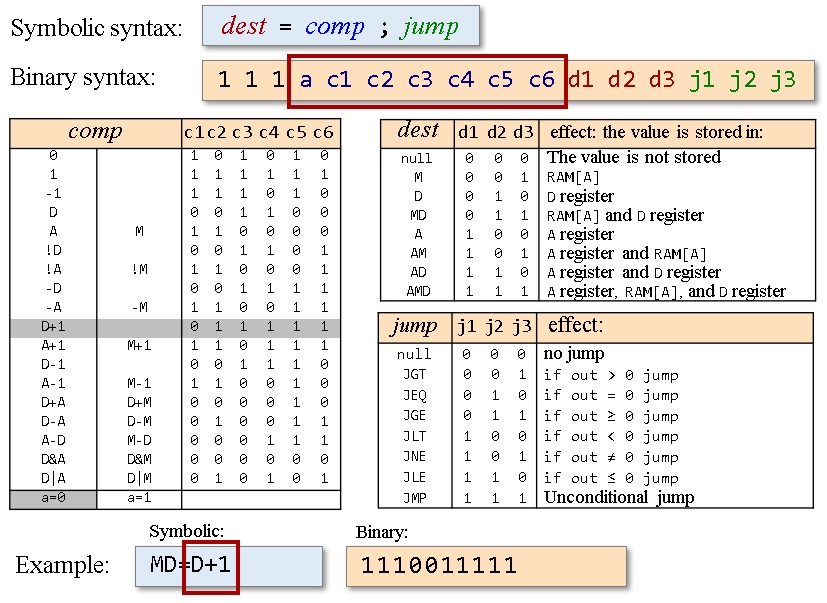 Symbolic syntax: dest = comp ; jump
Binary syntax: 1 1 1 a c1 c2 c3 c4 c5 c6 d1 d2 d3 j1 j2 j3
comp c1 c2 c3 c4 c5 c6
0 1 0 1 0 1 0
1 1 1 1 1 1 1
-1 1 1 1 0 1 0
D 0 0 1 1 0 0
A M 1 1 0 0 0 0
!D 0 0 1 1 0 1
!A !M 1 1 0 0 0 1
-D 0 0 1 1 1 1
-A -M 1 1 0 0 1 1
D+1 0 1 1 1 1 1
A+1 M+1 1 1 0 1 1 1
D-1 0 0 1 1 1 0
A-1 M-1 1 1 0 0 1 0
D+A D+M 0 0 0 0 1 0
D-A D-M 0 1 0 0 1 1
A-D M-D 0 0 0 1 1 1
D&A D&M 0 0 0 0 0 0
D|A D|M 0 1 0 1 0 1
a=0 a=1
dest d1 d2 d3 effect: the value is stored in:
null 0 0 0 The value is not stored
M 0 0 1 RAM[A]
D 0 1 0 D register
MD 0 1 1 RAM[A] and D register
A 1 0 0 A register
AM 1 0 1 A register and RAM[A]
AD 1 1 0 A register and D register
AMD 1 1 1 A register, RAM[A], and D register
jump j1 j2 j3 effect:
null 0 0 0 no jump
JGT 0 0 1 if out > 0 jump
JEQ 0 1 0 if out = 0 jump
JGE 0 1 1 if out ≥ 0 jump
JLT 1 0 0 if out < 0 jump
JNE 1 0 1 if out ≠ 0 jump
JLE 1 1 0 if out ≤ 0 jump
JMP 1 1 1 Unconditional jump
Symbolic: Binary:
Example: MD=D+1 1110011111